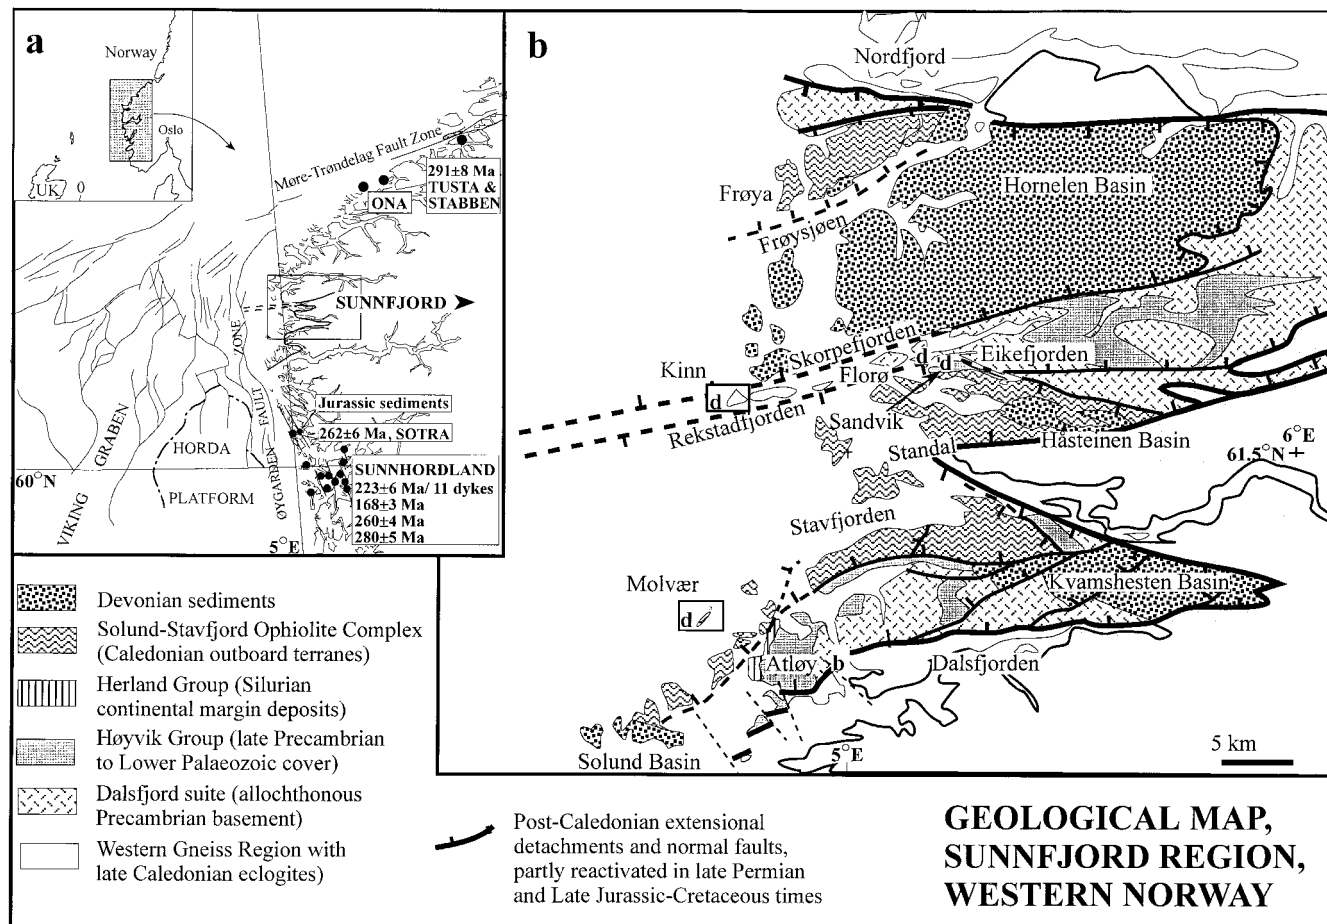 a
Norway
Oslo
UK
0
Møre-Trøndelag Fault Zone
291±8 Ma
TUSTA &
STABBEN
ONA
SUNNFJORD
ZONE
FAULT
ØYGARDEN
Jurassic sediments
262±6 Ma, SOTRA
SUNNHORDLAND
223±6 Ma/ 11 dykes
168±3 Ma
260±4 Ma
280±5 Ma
HORDA
PLATFORM
VIKING
GRABEN
60°N
5°E
b
Nordfjord
Hornelen Basin
Frøya
Frøysjøen
Skorpefjorden
Kinn
d
Florø
d
d
Eikefjorden
Rekstadfjorden
Sandvik
Håsteinen Basin
Standal
6°E
61.5°N
Stavfjorden
Kvamshesten Basin
Molvær
d
Atløy
b
Dalsfjorden
Solund Basin
5°E
5 km
Devonian sediments
Solund-Stavfjord Ophiolite Complex
(Caledonian outboard terranes)
Herland Group (Silurian
continental margin deposits)
Høyvik Group (late Precambrian
to Lower Palaeozoic cover)
Dalsfjord suite (allochthonous
Precambrian basement)
Western Gneiss Region with
late Caledonian eclogites)
Post-Caledonian extensional
detachments and normal faults,
partly reactivated in late Permian
and Late Jurassic-Cretaceous times
GEOLOGICAL MAP,
SUNNFJORD REGION,
WESTERN NORWAY